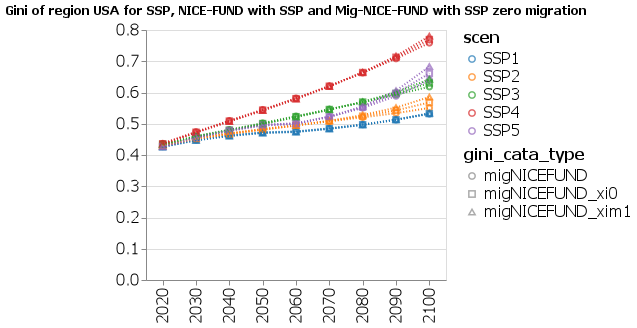 Gini of region USA for SSP, NICE-FUND with SSP and Mig-NICE-FUND with SSP zero migration
0.8
0.7
0.6
0.5
0.4
0.3
0.2
0.1
0.0
2020
2030
2040
2050
2060
2070
2080
2090
2100
scen
SSP1
SSP2
SSP3
SSP4
SSP5
gini_cata_type
migNICEFUND
migNICEFUND_xi0
migNICEFUND_xim1